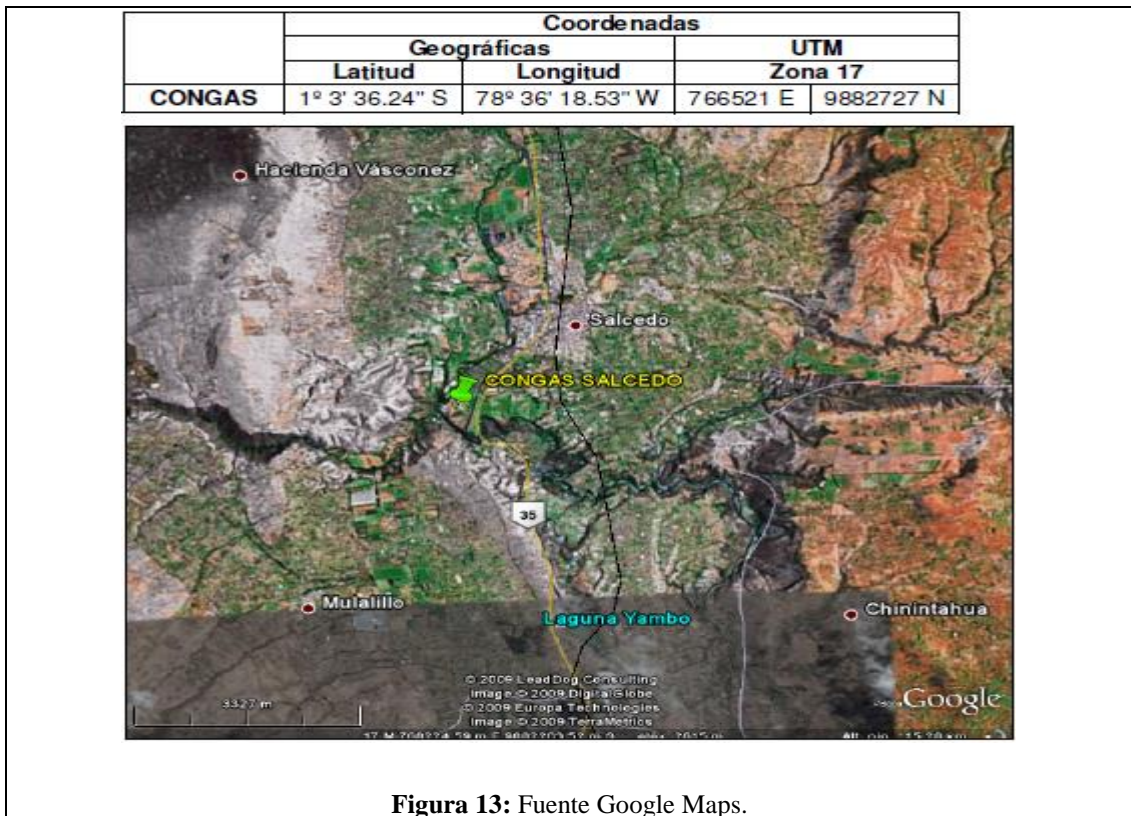 Coordenadas
Geográficas UTM
Latitud Longitud Zona 17
CONGAS 1º 3' 36.24" S 78º 36' 18.53" W 766521 E 9882727 N
Hacienda Vásconez
Salcedo
CONGAS SALCEDO
35
Mulalillo
Chinintahua
Laguna Yambo
© 2009 LeadDog Consulting
Image © 2009 DigitalGlobe
3327 m
© 2009 Europa Technologies
Google
Image © 2009 TerraMetrics
Figura 13: Fuente Google Maps.